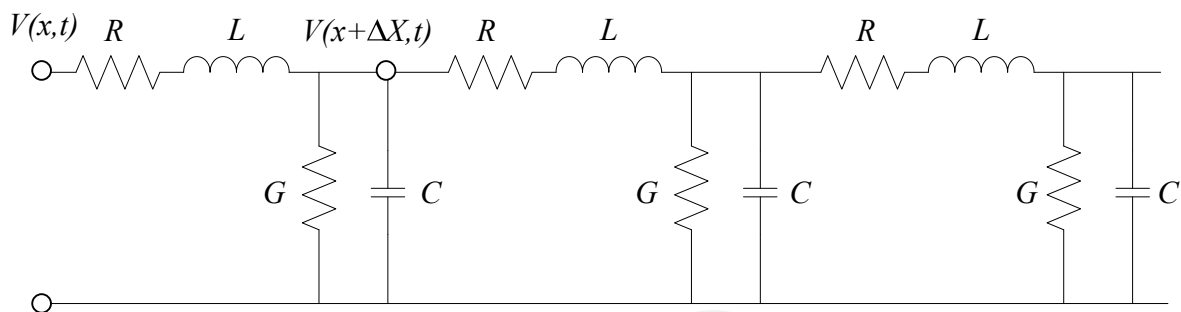 V(x,t) R L V(x+ΔX,t) R L R L
G C G C G C